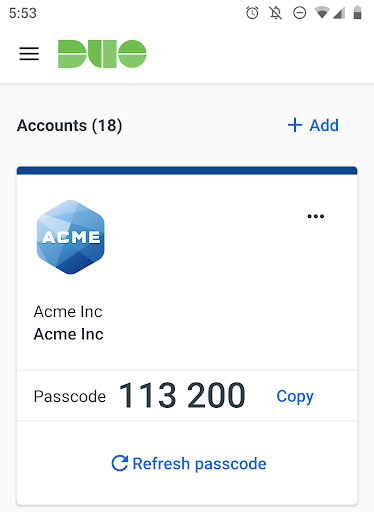 5:53
DUO
Accounts (18)
+ Add
ACME
Acme Inc
Acme Inc
Passcode 113 200 Copy
Refresh passcode